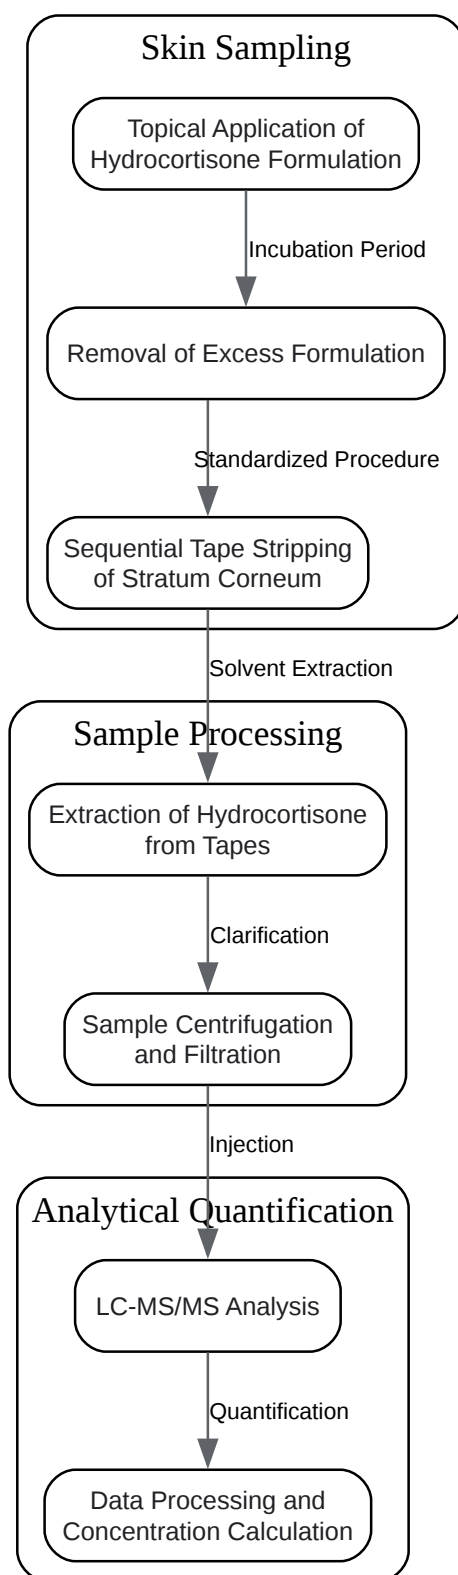 Skin Sampling
Topical Application of
Hydrocortisone Formulation
Incubation Period
Removal of Excess Formulation
Standardized Procedure
Sequential Tape Stripping
of Stratum Corneum
Solvent Extraction
Sample Processing
Extraction of Hydrocortisone
from Tapes
Clarification
Sample Centrifugation
and Filtration
Injection
Analytical Quantification
LC-MS/MS Analysis
Quantification
Data Processing and
Concentration Calculation